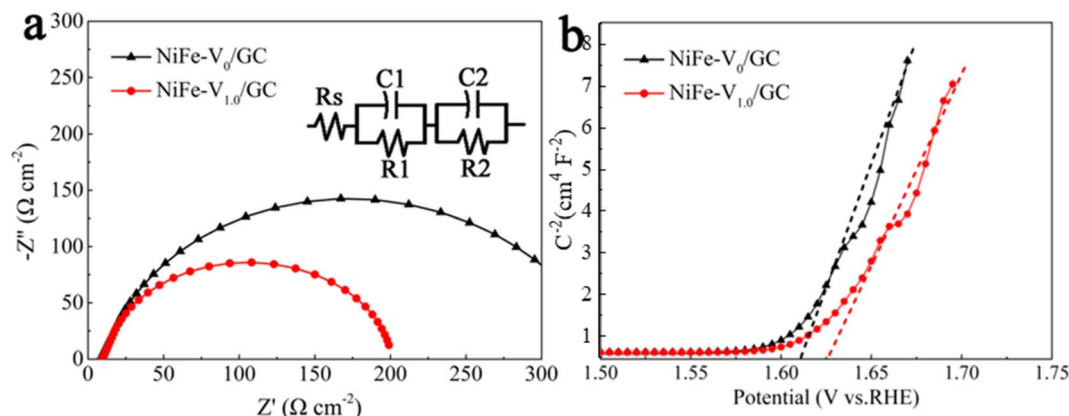 a
300
250
200
150
100
50
0
-Z'' (Ω cm-2)
NiFe-V0/GC
NiFe-V1.0/GC
Rs
C1
R1
C2
R2
0 50 100 150 200 250 300
Z' (Ω cm-2)
b
8
7
6
5
4
3
2
1
C-2(cm4 F-2)
NiFe-V0/GC
NiFe-V1.0/GC
1.50 1.55 1.60 1.65 1.70 1.75
Potential (V vs.RHE)